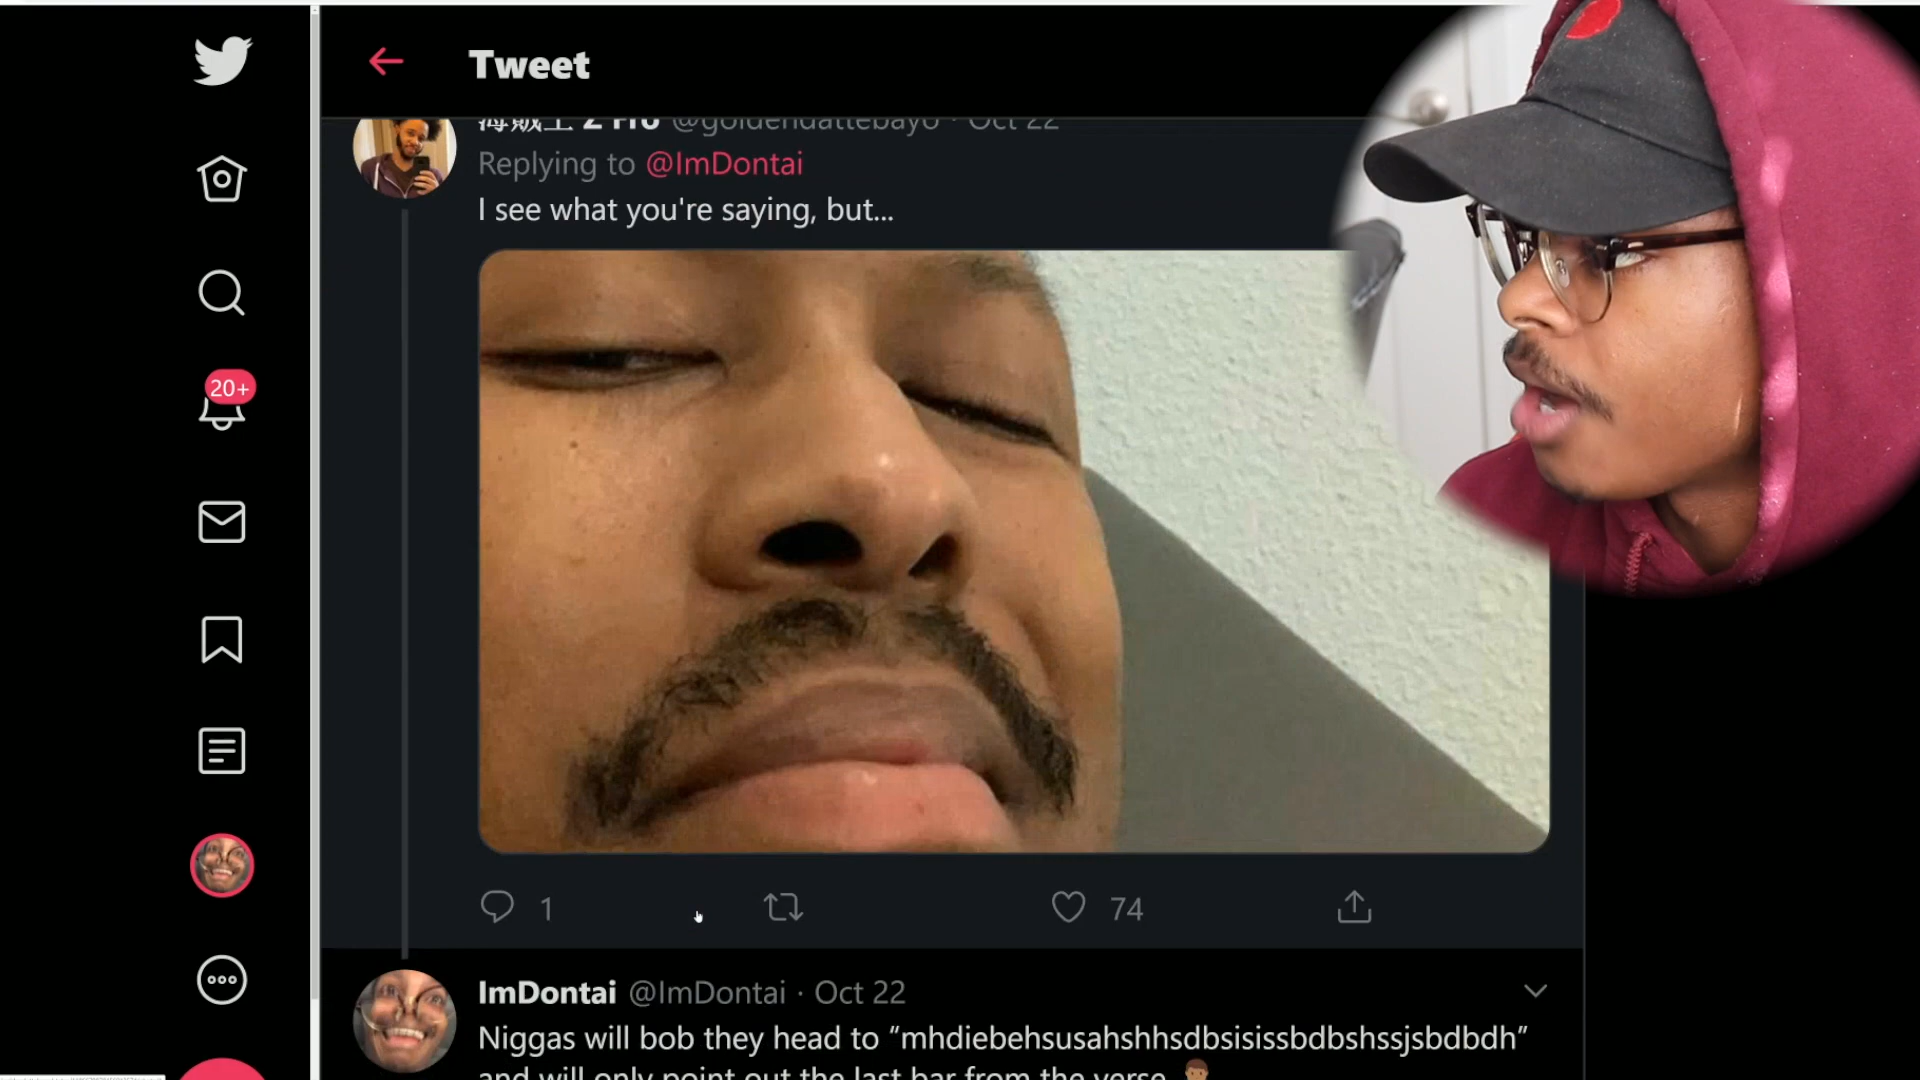 Tweet
海賊王 Z Fro @goldendattebayo · Oct 22
Replying to @ImDontai
I see what you're saying, but...
20+
1
74
ImDontai @ImDontai · Oct 22
Niggas will bob they head to “mhdiebehsusahshhsdbsisissbdbshssjsbdbdh”
and will only point out the last bar from the verse